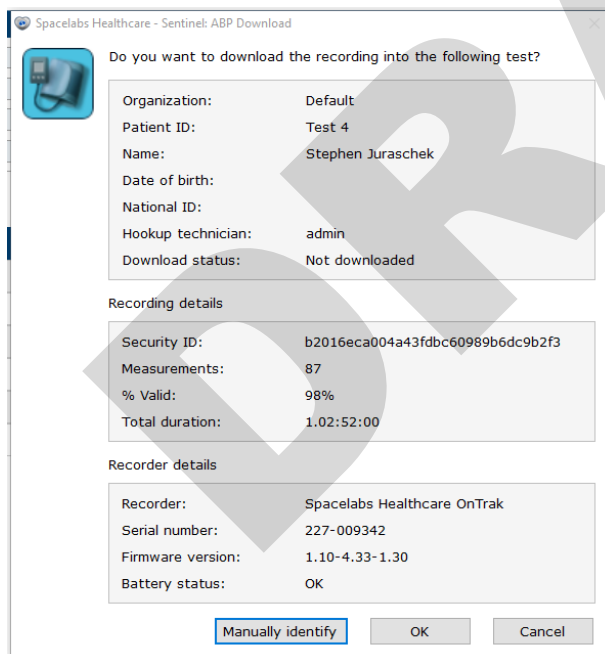 Spacelabs Healthcare - Sentinel: ABP Download
Do you want to download the recording into the following test?
Organization: Default
Patient ID: Test 4
Name: Stephen Juraschek
Date of birth:
National ID:
Hookup technician: admin
Download status: Not downloaded
Recording details
Security ID: b2016eca004a43fdbc60989b6dc9b2f3
Measurements: 87
% Valid: 98%
Total duration: 1.02:52:00
Recorder details
Recorder: Spacelabs Healthcare OnTrak
Serial number: 227-009342
Firmware version: 1.10-4.33-1.30
Battery status: OK
Manually identify OK Cancel